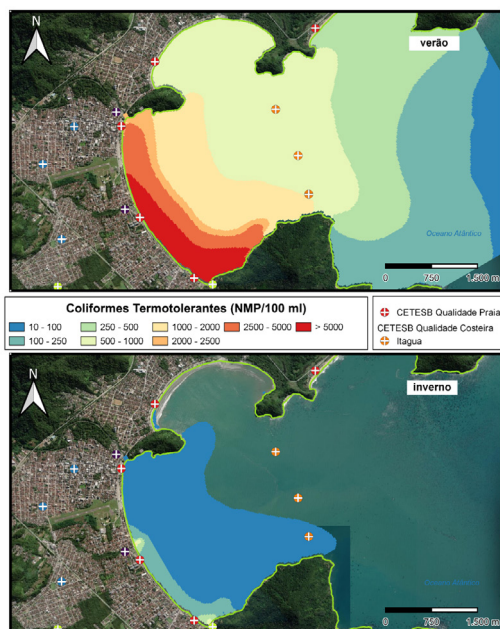 N
verão
Oceano Atlântico
0 750 1.500 m
Coliformes Termotolerantes (NMP/100 ml)
10 - 100
250 - 500
1000 - 2000
2500 - 5000
> 5000
100 - 250
500 - 1000
2000 - 2500
CETESB Qualidade Praia
CETESB Qualidade Costeira
Itagua
N
inverno
Oceano Atlântico
0 750 1.500 m